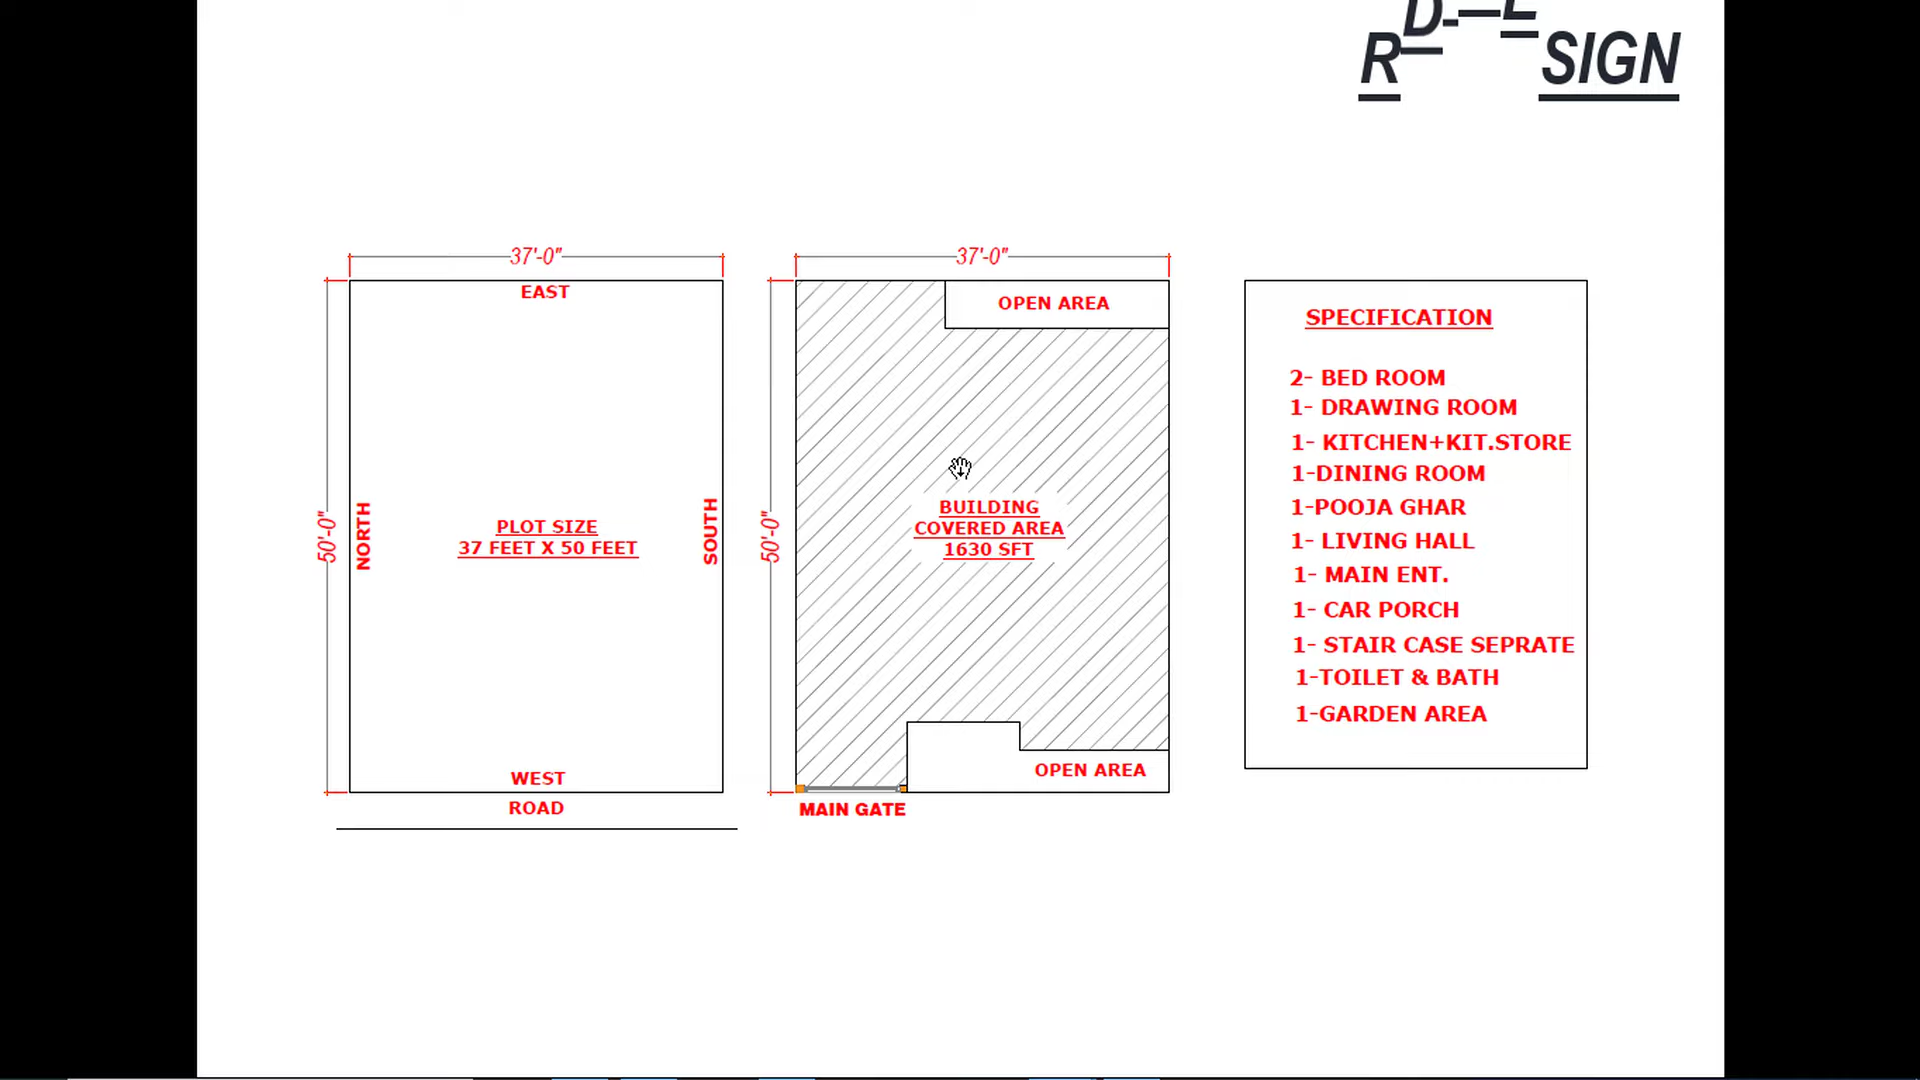 RD-—ESIGN
37'-0"
EAST
50'-0"
NORTH
PLOT SIZE
37 FEET X 50 FEET
SOUTH
WEST
ROAD
37'-0"
OPEN AREA
50'-0"
BUILDING
COVERED AREA
1630 SFT
OPEN AREA
MAIN GATE
SPECIFICATION
2- BED ROOM
1- DRAWING ROOM
1- KITCHEN+KIT.STORE
1-DINING ROOM
1-POOJA GHAR
1- LIVING HALL
1- MAIN ENT.
1- CAR PORCH
1- STAIR CASE SEPRATE
1-TOILET & BATH
1-GARDEN AREA